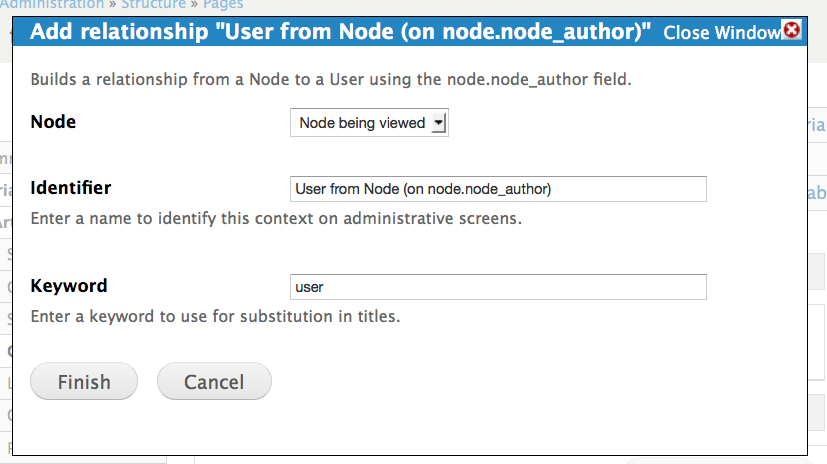 Administration » Structure » Pages
Add relationship "User from Node (on node.node_author)" Close Window
Builds a relationship from a Node to a User using the node.node_author field.
Node
Node being viewed
Identifier
User from Node (on node.node_author)
Enter a name to identify this context on administrative screens.
Keyword
user
Enter a keyword to use for substitution in titles.
Finish Cancel